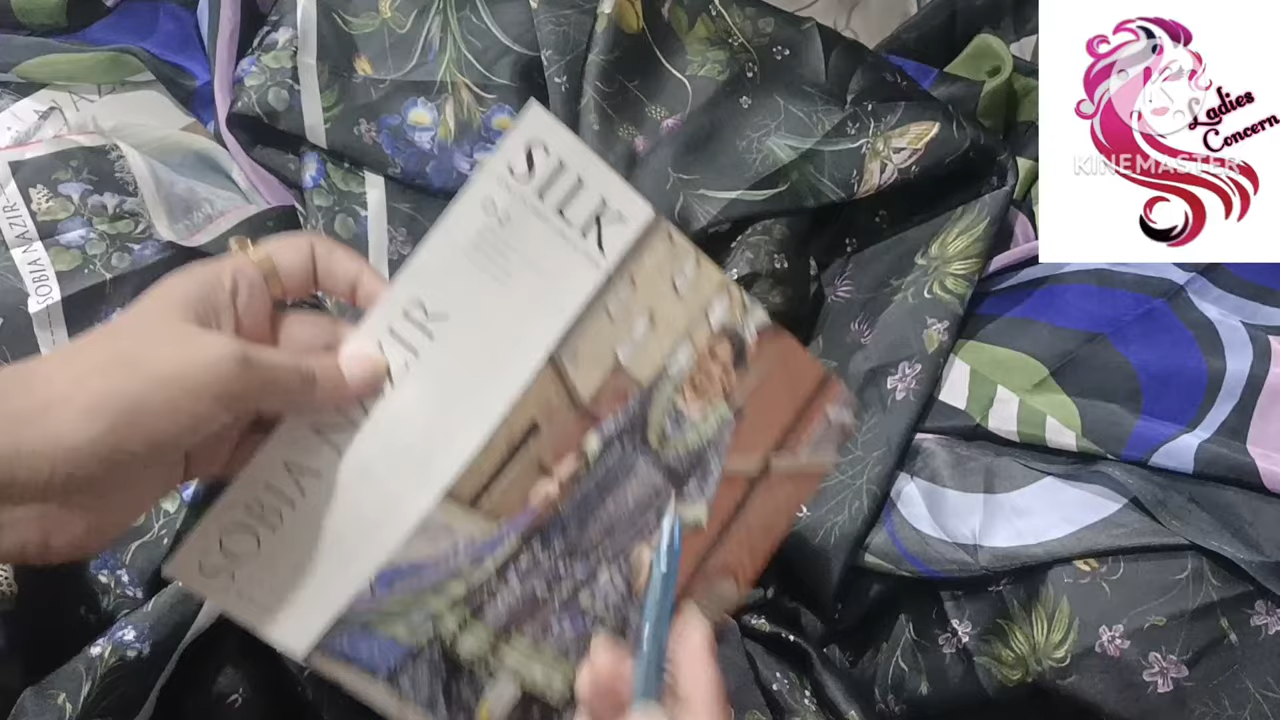 SILK
SOBIA NAZIR
SOBIA NAZIR
Ladies
Concern
KINEMASTER